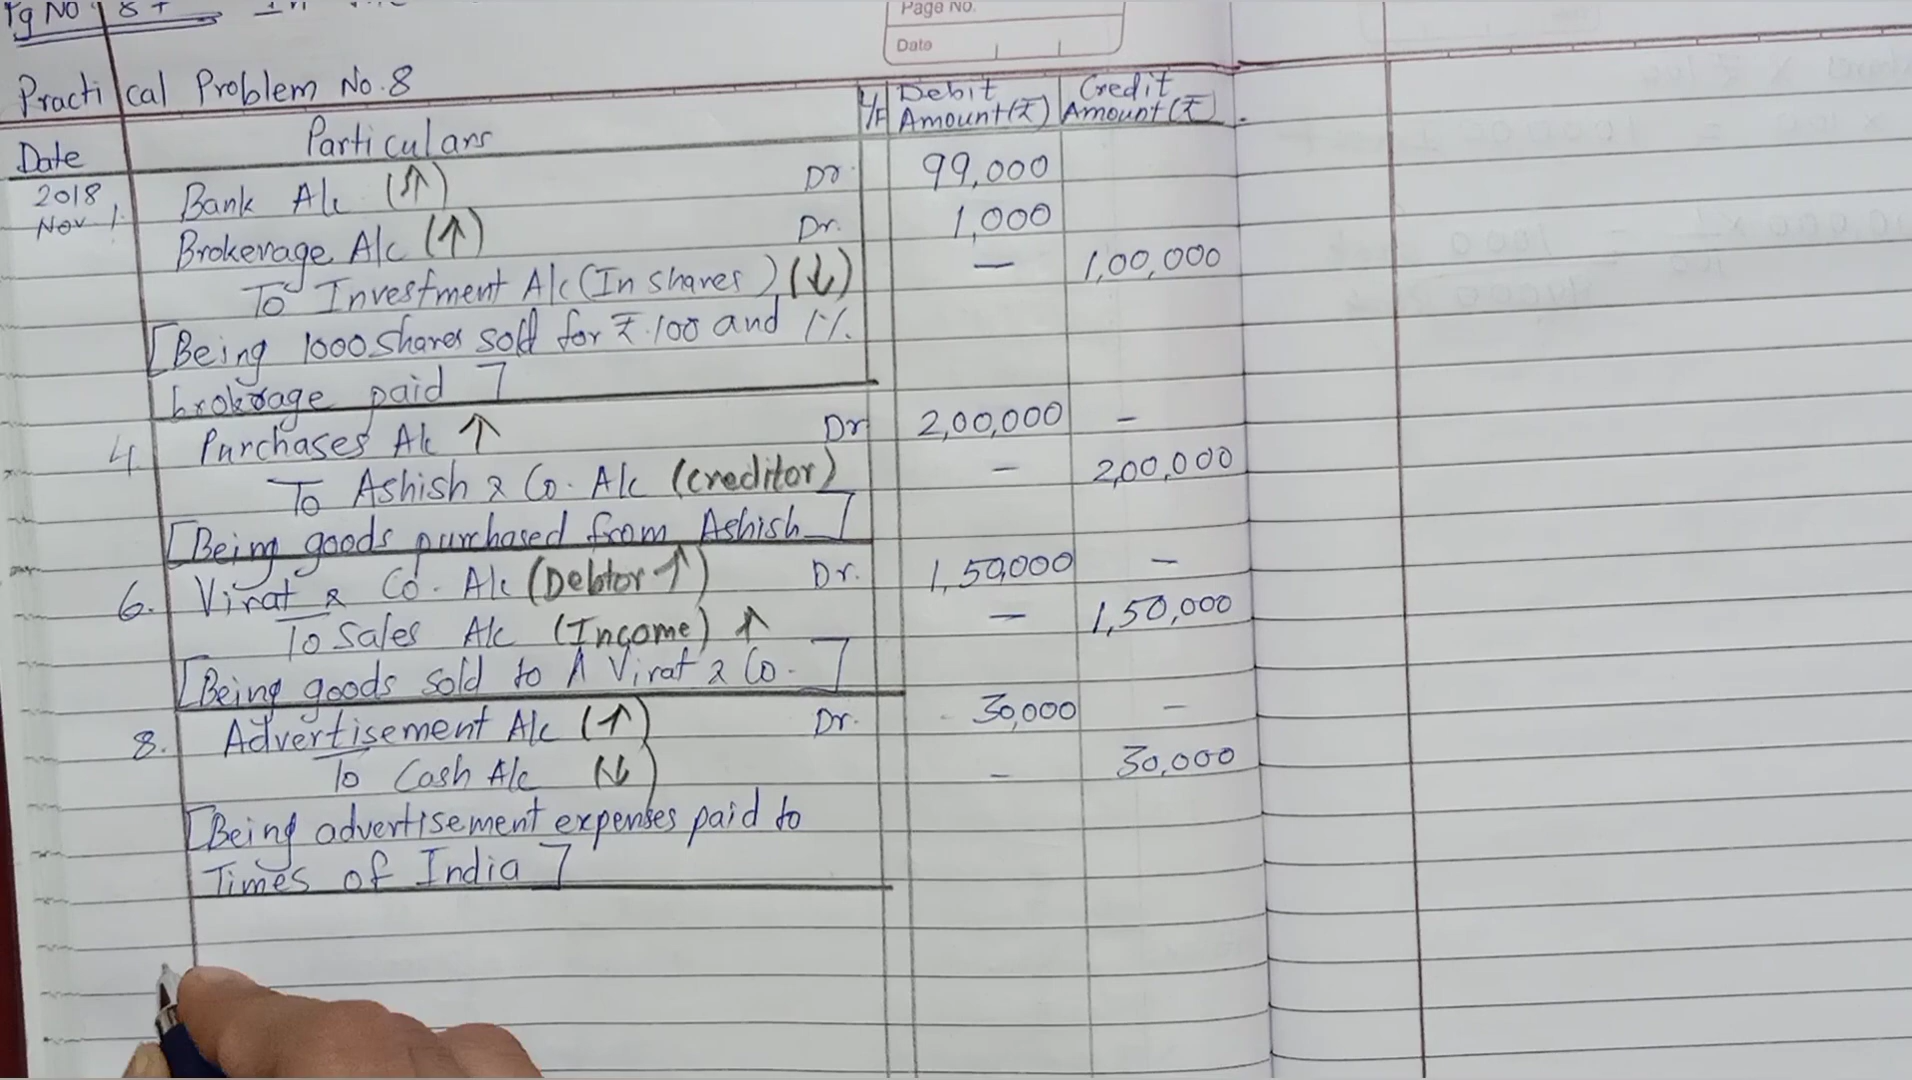 Pg No. 87
Page No.
Date
Practical Problem No.8
Date Particulars L/F Debit Amount(₹) Credit Amount(₹)
2018 Nov 1. Bank A/c (↑) Dr 99,000
Brokerage A/c (↑) Dr. 1,000
To Investment A/c (In shares) (↓) — 1,00,000
[Being 1000 shares sold for ₹.100 and 1%.
brokerage paid]
4. Purchases A/c ↑ Dr 2,00,000 –
To Ashish & Co. A/c (creditor) – 2,00,000
[Being goods purchased from Ashish]
6. Virat & Co. A/c (Debtor ↑) Dr. 1,50,000 –
To Sales A/c (Income) ↑ – 1,50,000
[Being goods sold to A Virat & Co.]
8. Advertisement A/c (↑) Dr. 30,000 –
To Cash A/c (↓) – 30,000
[Being advertisement expenses paid to
Times of India]